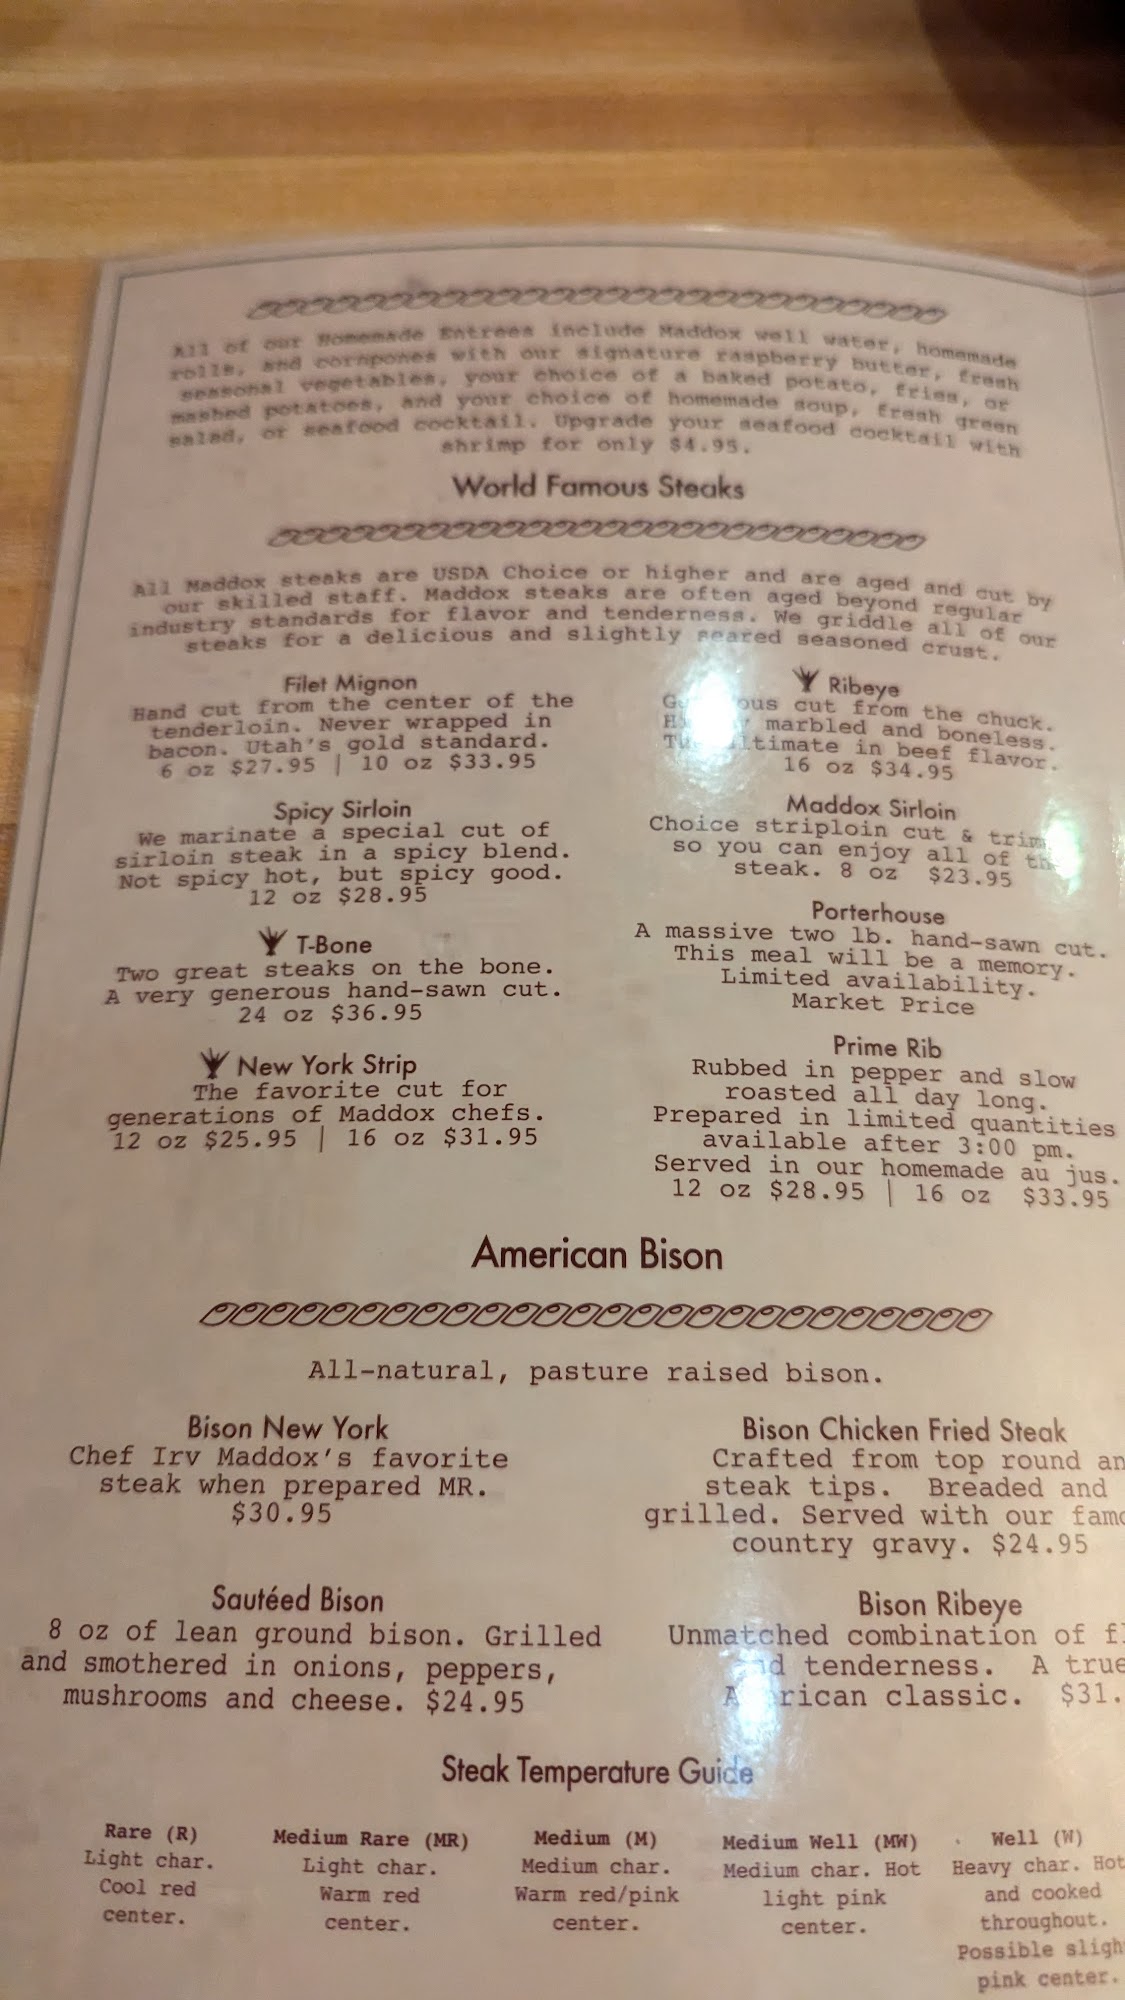 All of our Homemade Entrees include Maddox well water, homemade
rolls, and cornpones with our signature raspberry butter, fresh
seasonal vegetables, your choice of a baked potato, fries, or
mashed potatoes, and your choice of homemade soup, fresh green
salad, or seafood cocktail. Upgrade your seafood cocktail with
shrimp for only $4.95.
World Famous Steaks
All Maddox steaks are USDA Choice or higher and are aged and cut by
our skilled staff. Maddox steaks are often aged beyond regular
industry standards for flavor and tenderness. We griddle all of our
steaks for a delicious and slightly seared seasoned crust.
Filet Mignon
Hand cut from the center of the
tenderloin. Never wrapped in
bacon. Utah's gold standard.
6 oz $27.95 | 10 oz $33.95
Ribeye
cut from the chuck.
marbled and boneless.
ltimate in beef flavor.
16 oz $34.95
Spicy Sirloin
We marinate a special cut of
sirloin steak in a spicy blend.
Not spicy hot, but spicy good.
12 oz $28.95
Maddox Sirloin
Choice striploin cut & trim
so you can enjoy all of th
steak. 8 oz $23.95
T-Bone
Two great steaks on the bone.
A very generous hand-sawn cut.
24 oz $36.95
Porterhouse
A massive two lb. hand-sawn cut.
This meal will be a memory.
Limited availability.
Market Price
New York Strip
The favorite cut for
generations of Maddox chefs.
12 oz $25.95 | 16 oz $31.95
Prime Rib
Rubbed in pepper and slow
roasted all day long.
Prepared in limited quantities
available after 3:00 pm.
Served in our homemade au jus.
12 oz $28.95 | 16 oz $33.95
American Bison
All-natural, pasture raised bison.
Bison New York
Chef Irv Maddox's favorite
steak when prepared MR.
$30.95
Bison Chicken Fried Steak
Crafted from top round an
steak tips. Breaded and
grilled. Served with our famo
country gravy. $24.95
Sautéed Bison
8 oz of lean ground bison. Grilled
and smothered in onions, peppers,
mushrooms and cheese. $24.95
Bison Ribeye
Unmatched combination of fl
and tenderness. A true
American classic. $31.
Steak Temperature Guide
Rare (R)
Light char.
Cool red
center.
Medium Rare (MR)
Light char.
Warm red
center.
Medium (M)
Medium char.
Warm red/pink
center.
Medium Well (MW)
Medium char. Hot
light pink
center.
Well (W)
Heavy char. Hot
and cooked
throughout.
Possible sligh
pink center.